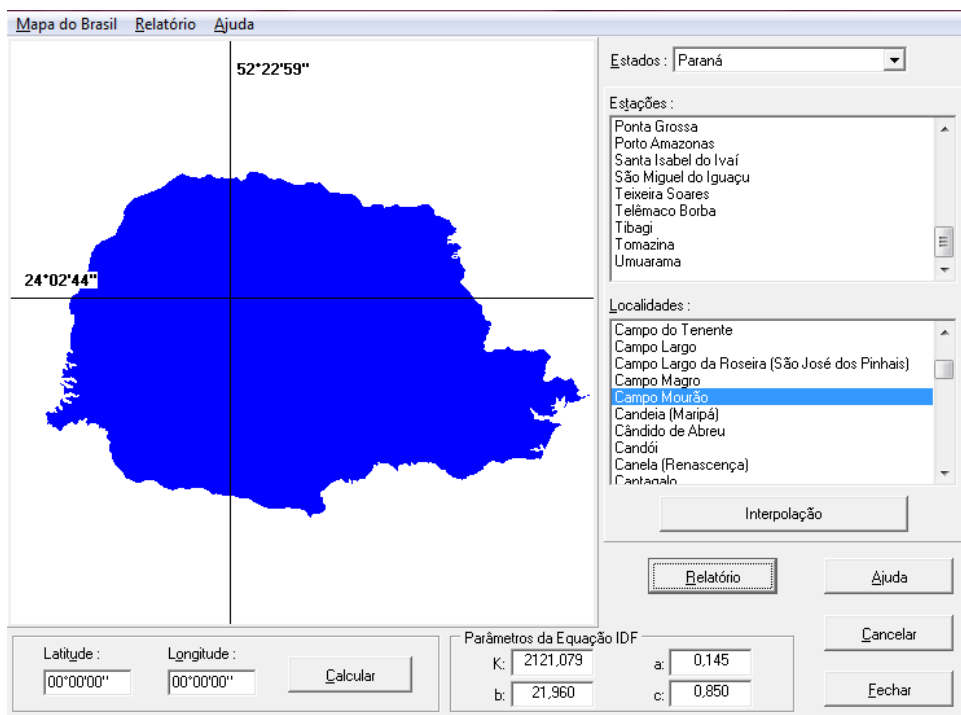 Mapa do Brasil Relatório Ajuda
52°22'59"
24°02'44"
Estados : Paraná
Estações :
Ponta Grossa
Porto Amazonas
Santa Isabel do Ivaí
São Miguel do Iguaçu
Teixeira Soares
Telêmaco Borba
Tibagi
Tomazina
Umuarama
Localidades :
Campo do Tenente
Campo Largo
Campo Largo da Roseira (São José dos Pinhais)
Campo Magro
Campo Mourão
Candeia (Maripá)
Cândido de Abreu
Candói
Canela (Renascença)
Cantagalo
Interpolação
Relatório
Ajuda
Cancelar
Fechar
Latitude :
00°00'00"
Longitude :
00°00'00"
Calcular
Parâmetros da Equação IDF
K: 2121,079
a: 0,145
b: 21,960
c: 0,850